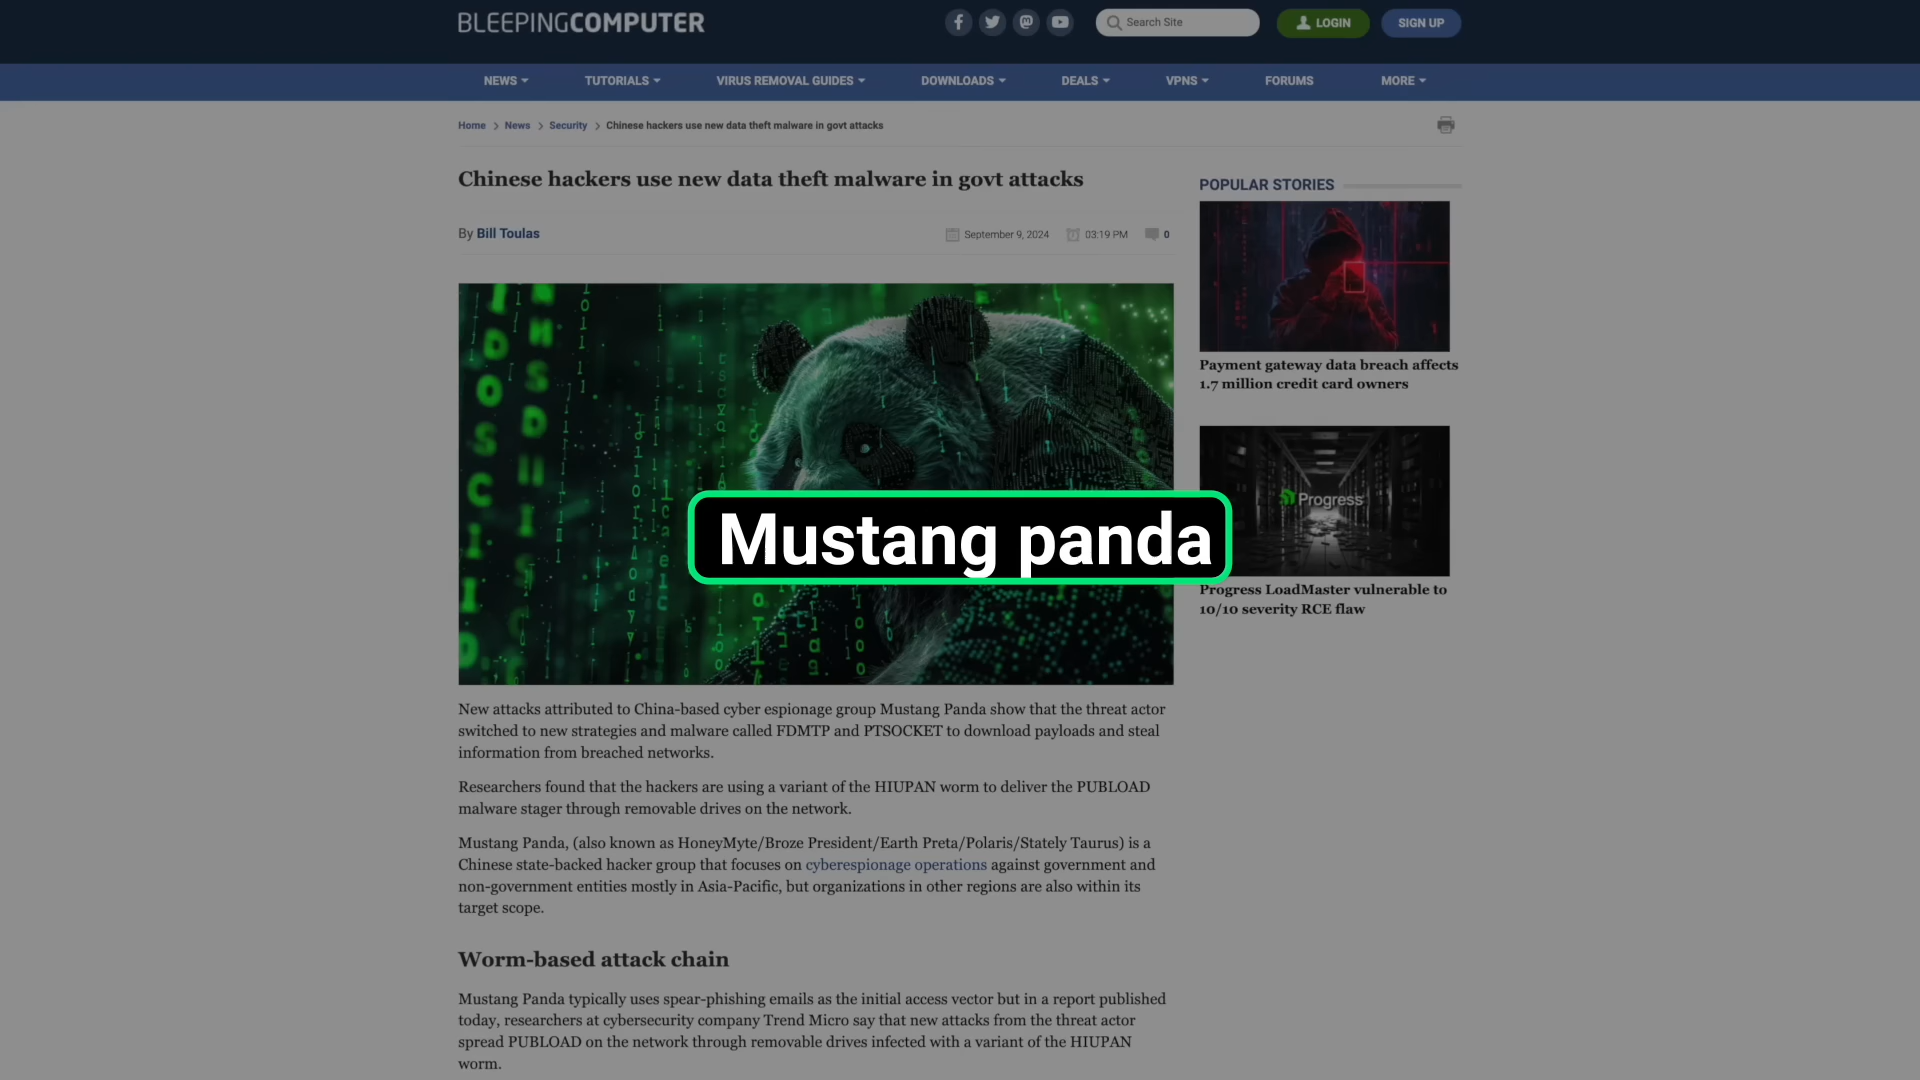 BLEEPINGCOMPUTER
Search Site
LOGIN
SIGN UP
NEWS
TUTORIALS
VIRUS REMOVAL GUIDES
DOWNLOADS
DEALS
VPNS
FORUMS
MORE
Home > News > Security > Chinese hackers use new data theft malware in govt attacks
Chinese hackers use new data theft malware in govt attacks
By Bill Toulas
September 9, 2024
03:19 PM
0
Mustang panda
New attacks attributed to China-based cyber espionage group Mustang Panda show that the threat actor
switched to new strategies and malware called FDMTP and PTSOCKET to download payloads and steal
information from breached networks.
Researchers found that the hackers are using a variant of the HIUPAN worm to deliver the PUBLOAD
malware stager through removable drives on the network.
Mustang Panda, (also known as HoneyMyte/Broze President/Earth Preta/Polaris/Stately Taurus) is a
Chinese state-backed hacker group that focuses on cyberespionage operations against government and
non-government entities mostly in Asia-Pacific, but organizations in other regions are also within its
target scope.
Worm-based attack chain
Mustang Panda typically uses spear-phishing emails as the initial access vector but in a report published
today, researchers at cybersecurity company Trend Micro say that new attacks from the threat actor
spread PUBLOAD on the network through removable drives infected with a variant of the HIUPAN
worm.
POPULAR STORIES
Payment gateway data breach affects
1.7 million credit card owners
Progress
Progress LoadMaster vulnerable to
10/10 severity RCE flaw